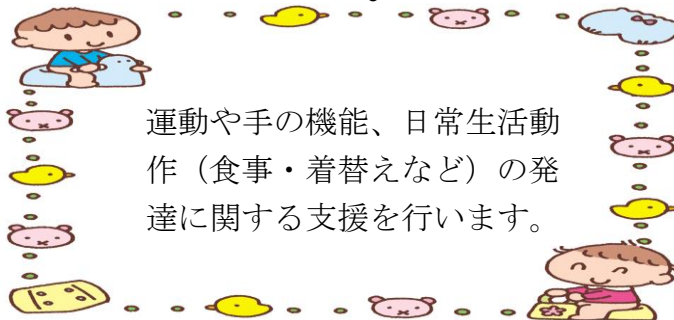 運動や手の機能、日常生活動
作（食事・着替えなど）の発
達に関する支援を行います。